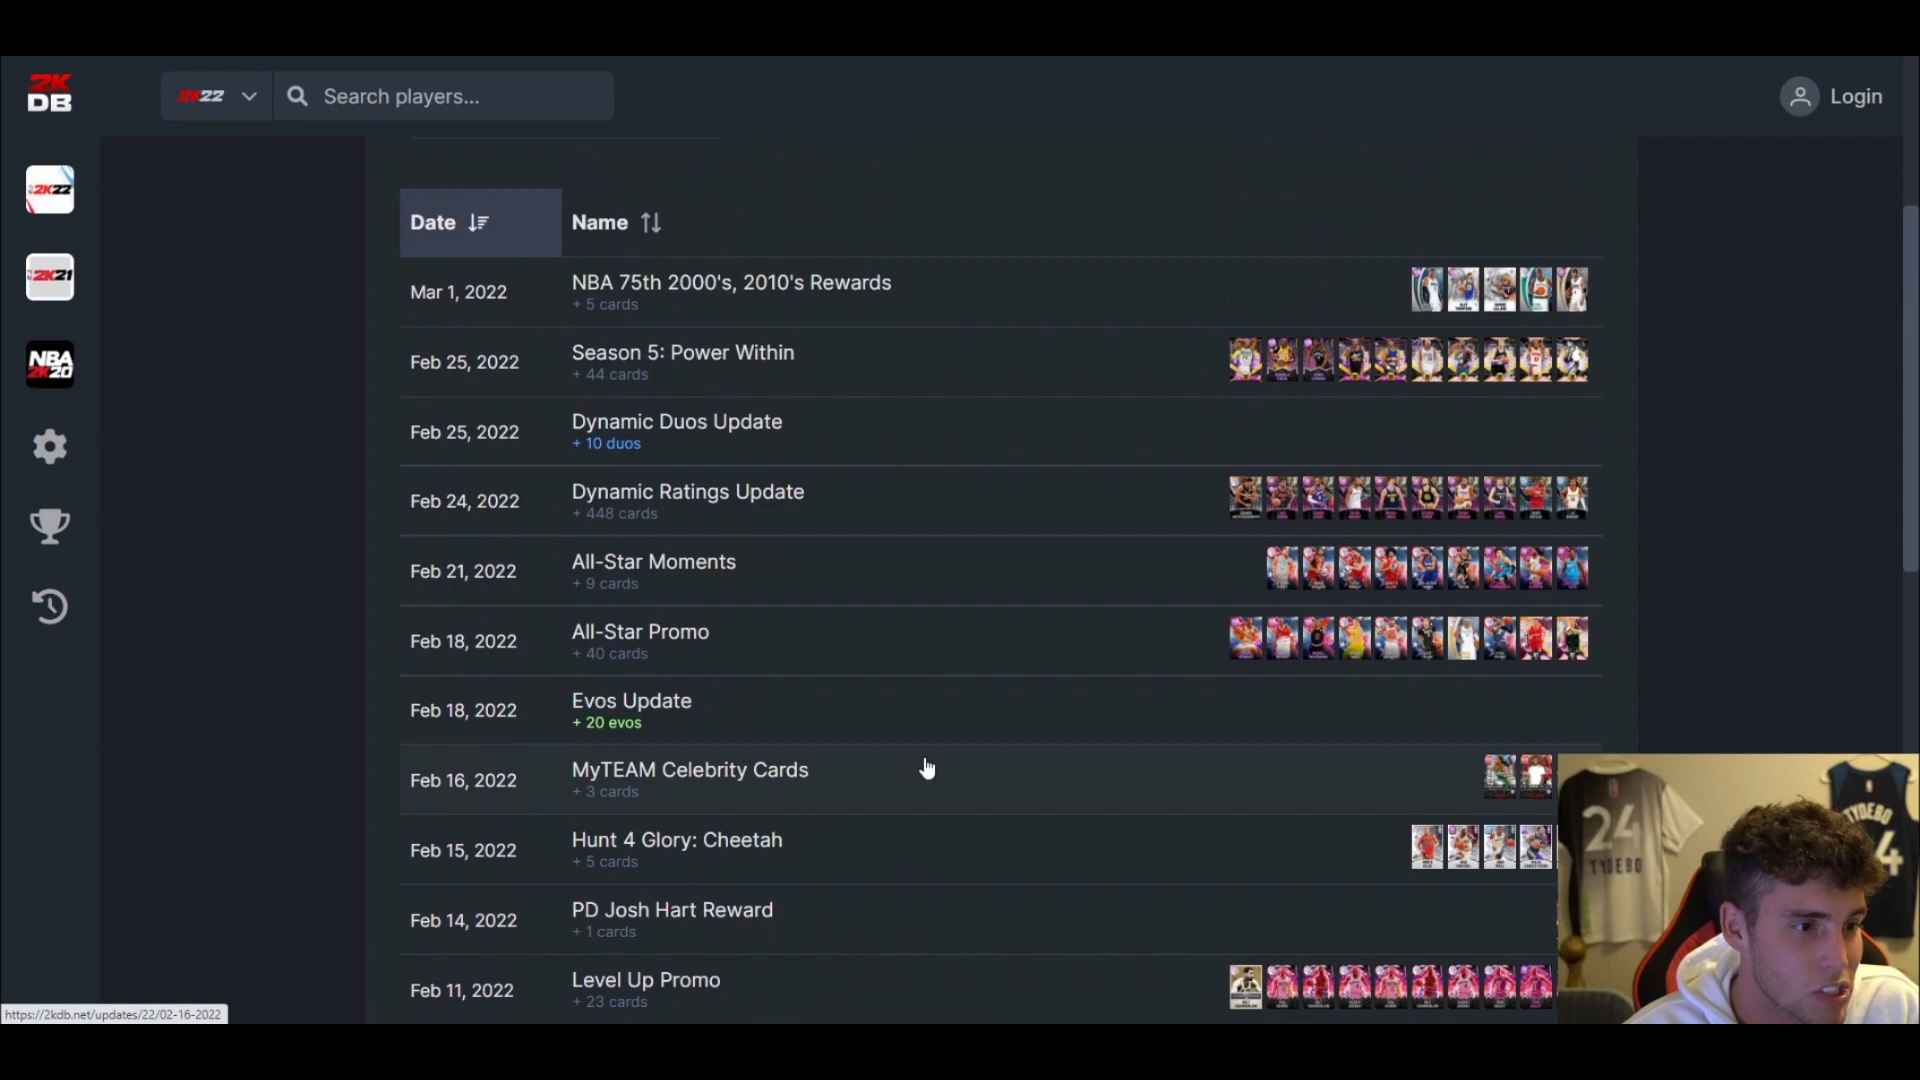 2K
DB
2K22
Search players...
Login
2K22
2K21
NBA
2K20
Date
Name
Mar 1, 2022
NBA 75th 2000's, 2010's Rewards
+ 5 cards
Feb 25, 2022
Season 5: Power Within
+ 44 cards
Feb 25, 2022
Dynamic Duos Update
+ 10 duos
Feb 24, 2022
Dynamic Ratings Update
+ 448 cards
Feb 21, 2022
All-Star Moments
+ 9 cards
Feb 18, 2022
All-Star Promo
+ 40 cards
Feb 18, 2022
Evos Update
+ 20 evos
Feb 16, 2022
MyTEAM Celebrity Cards
+ 3 cards
Feb 15, 2022
Hunt 4 Glory: Cheetah
+ 5 cards
Feb 14, 2022
PD Josh Hart Reward
+ 1 cards
Feb 11, 2022
Level Up Promo
+ 23 cards
24
TYDEBO
TYDEBO
4
https://2kdb.net/updates/22/02-16-2022